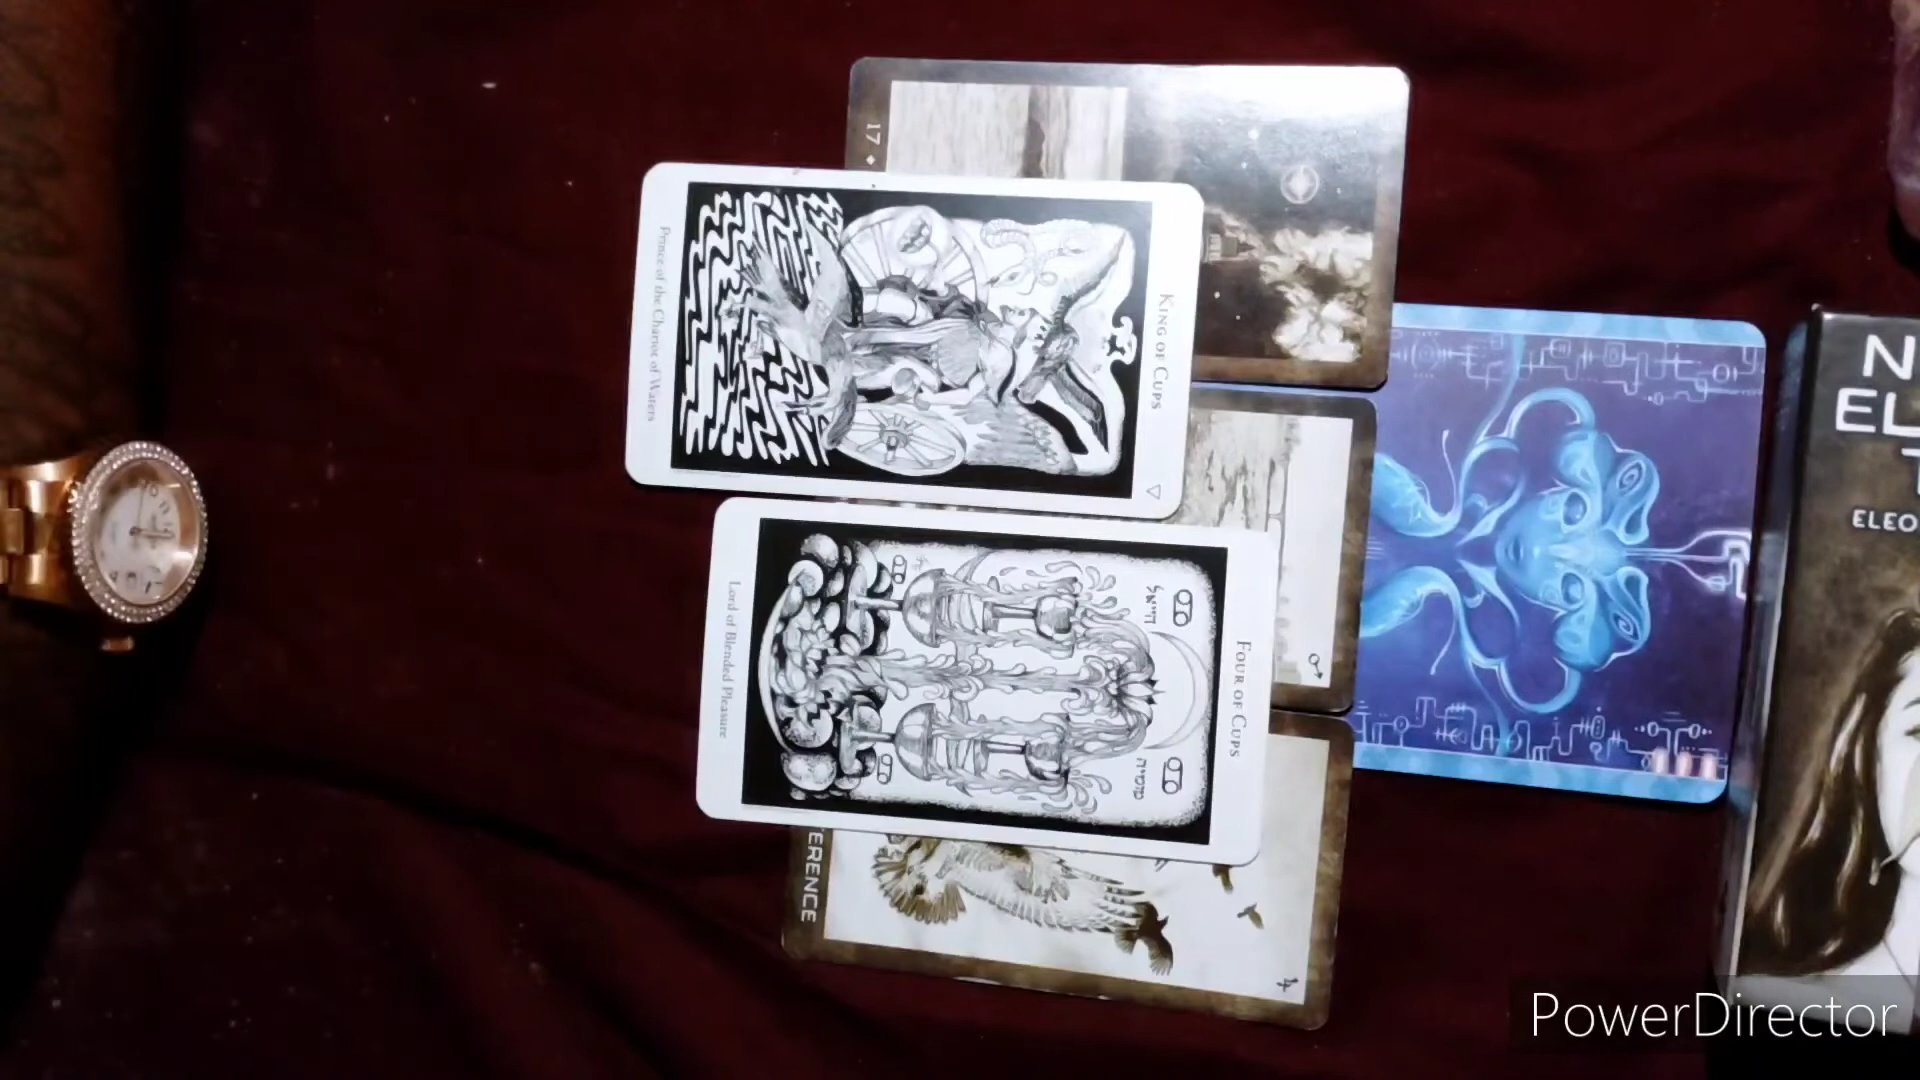 17
KING OF CUPS
Prince of the Chariot of Waters
FOUR OF CUPS
Lord of Blended Pleasure
ERENCE
N
EL
T
ELEO
PowerDirector